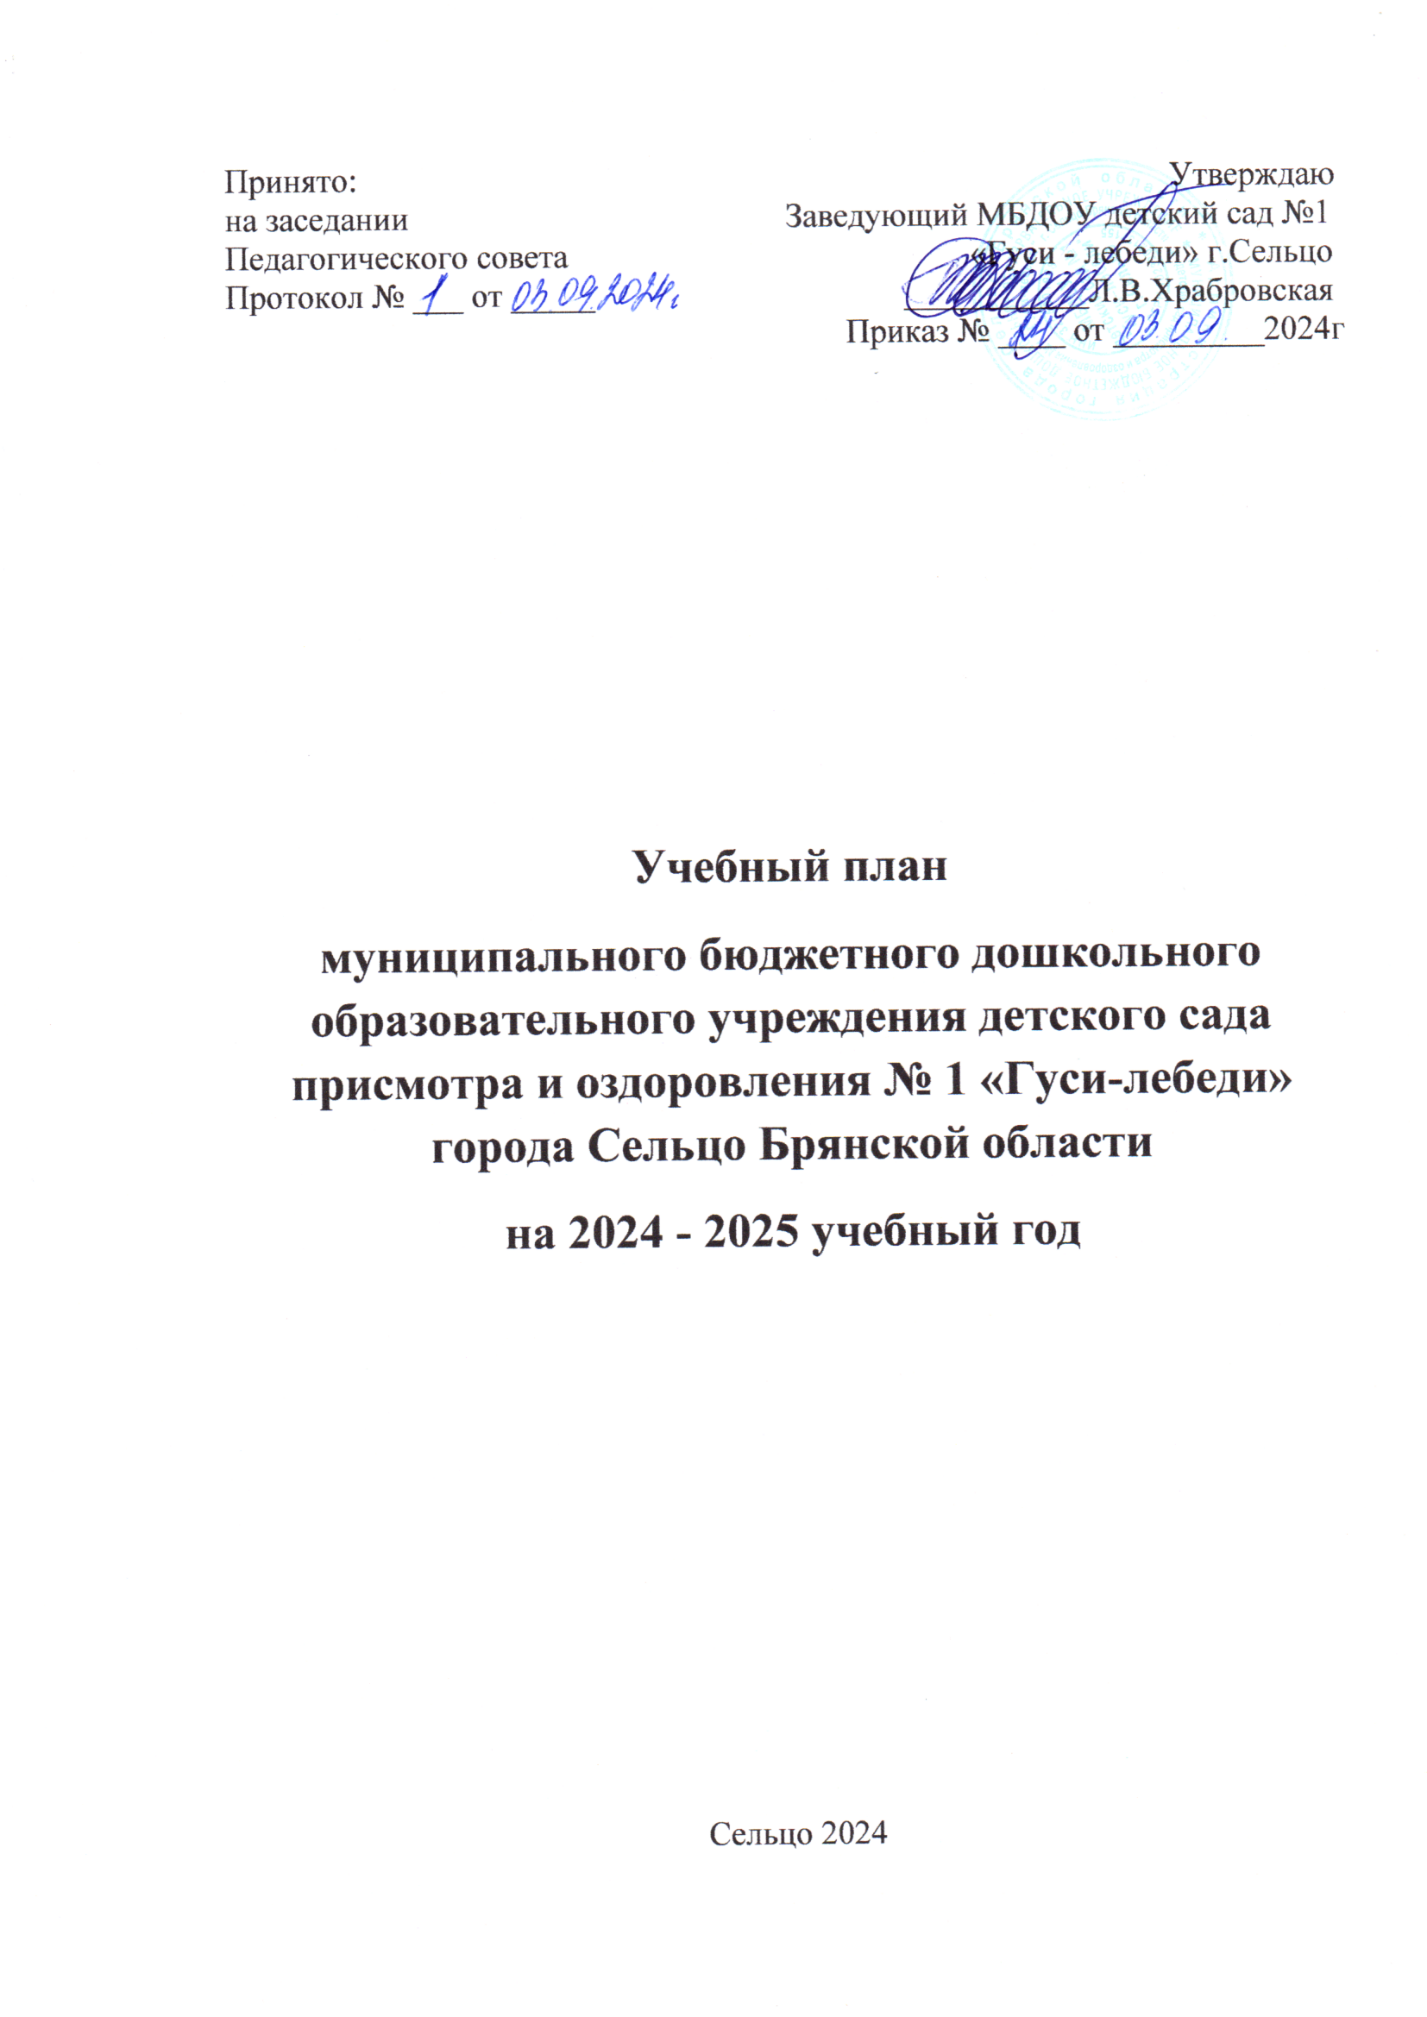 Принято:
на заседании
Педагогического совета
Протокол № 1 от 03.09.2024г
Утверждаю
Заведующий МБДОУ детский сад №1
«Гуси - лебеди» г.Сельцо
Л.В.Храбровская
Приказ № от 03.09. 2024г
Учебный план
муниципального бюджетного дошкольного
образовательного учреждения детского сада
присмотра и оздоровления № 1 «Гуси-лебеди»
города Сельцо Брянской области
на 2024 - 2025 учебный год
Сельцо 2024